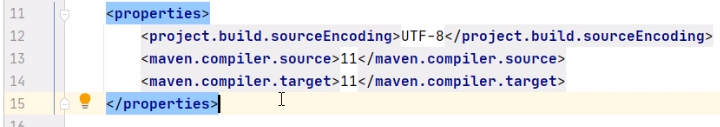 11 <properties>
12 <project.build.sourceEncoding>UTF-8</project.build.sourceEncoding>
13 <maven.compiler.source>11</maven.compiler.source>
14 <maven.compiler.target>11</maven.compiler.target>
15 </properties>
16